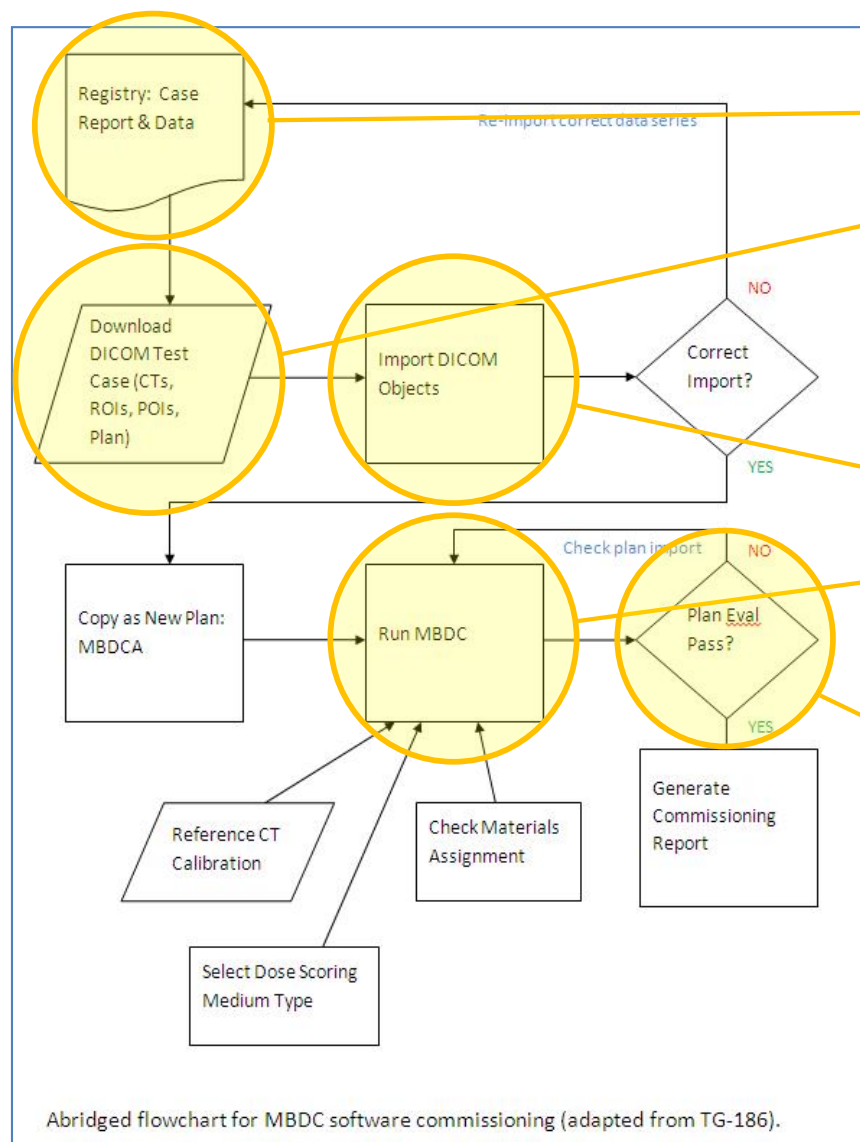 Registry: Case
Report & Data
Re-import correct data series
NO
Download
DICOM Test
Case (CTs,
ROIs, POIs,
Plan)
Import DICOM
Objects
Correct
Import?
YES
Check plan import
NO
Copy as New Plan:
MBDCA
Run MBDC
Plan Eval
Pass?
YES
Reference CT
Calibration
Check Materials
Assignment
Generate
Commissioning
Report
Select Dose Scoring
Medium Type
Abridged flowchart for MBDC software commissioning (adapted from TG-186).